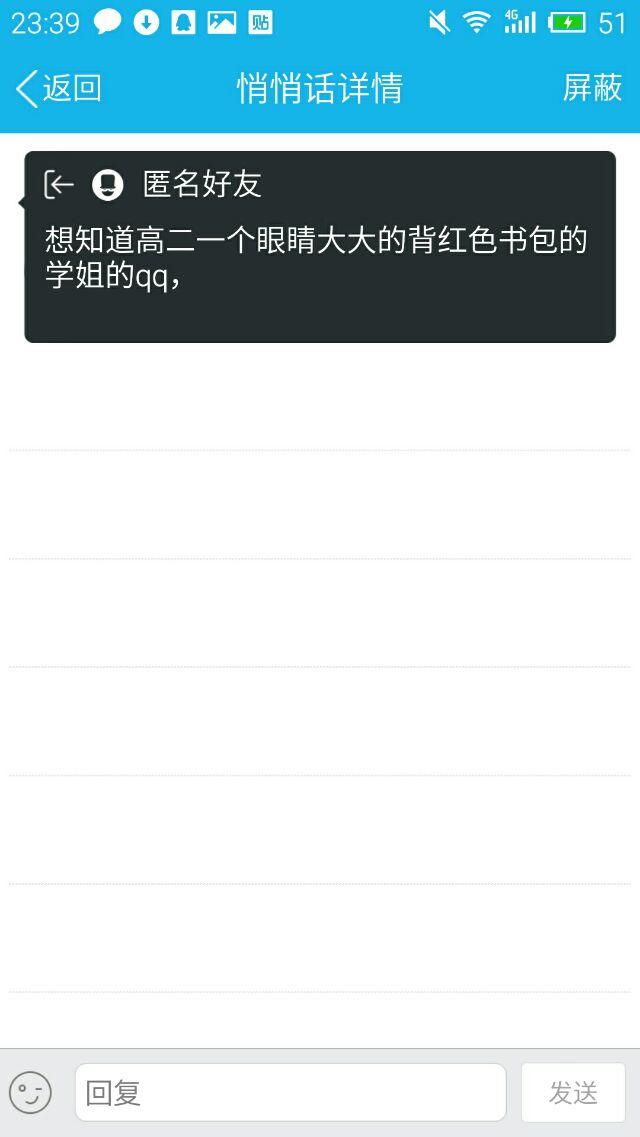 23:39 贴 4G 51
返回 悄悄话详情 屏蔽
匿名好友
想知道高二一个眼睛大大的背红色书包的
学姐的qq，
回复 发送